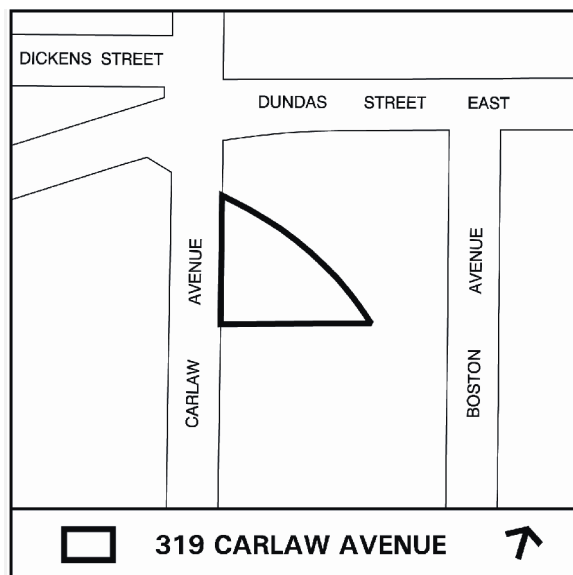 DICKENS STREET
DUNDAS STREET EAST
CARLAW AVENUE
BOSTON AVENUE
319 CARLAW AVENUE